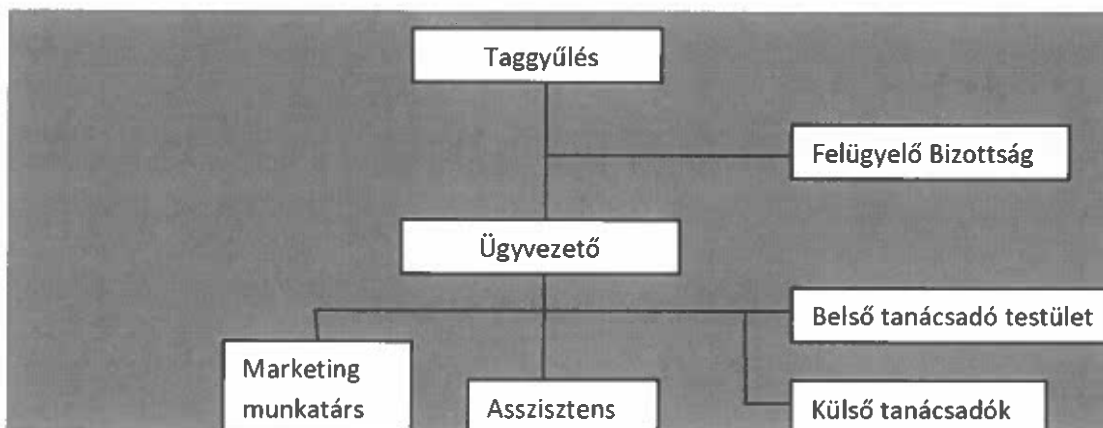 Taggyűlés
Felügyelő Bizottság
Ügyvezető
Belső tanácsadó testület
Marketing
munkatárs
Asszisztens
Külső tanácsadók